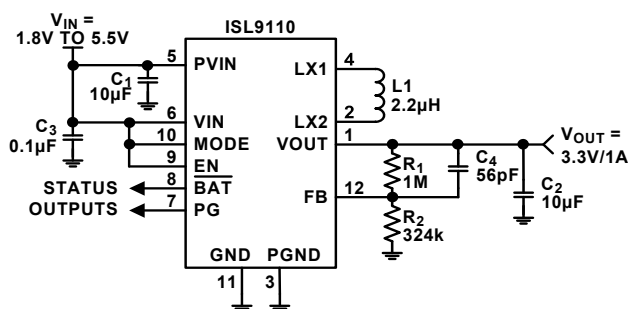 V_IN =
1.8V TO 5.5V
ISL9110
5
PVIN
C1
10µF
LX1
4
L1
2.2µH
LX2
2
6
VIN
C3
0.1µF
10
MODE
9
EN
VOUT
1
V_OUT =
3.3V/1A
R1
1M
C4
56pF
C2
10µF
STATUS
8
BAT
OUTPUTS
7
PG
FB
12
R2
324k
GND
PGND
11
3